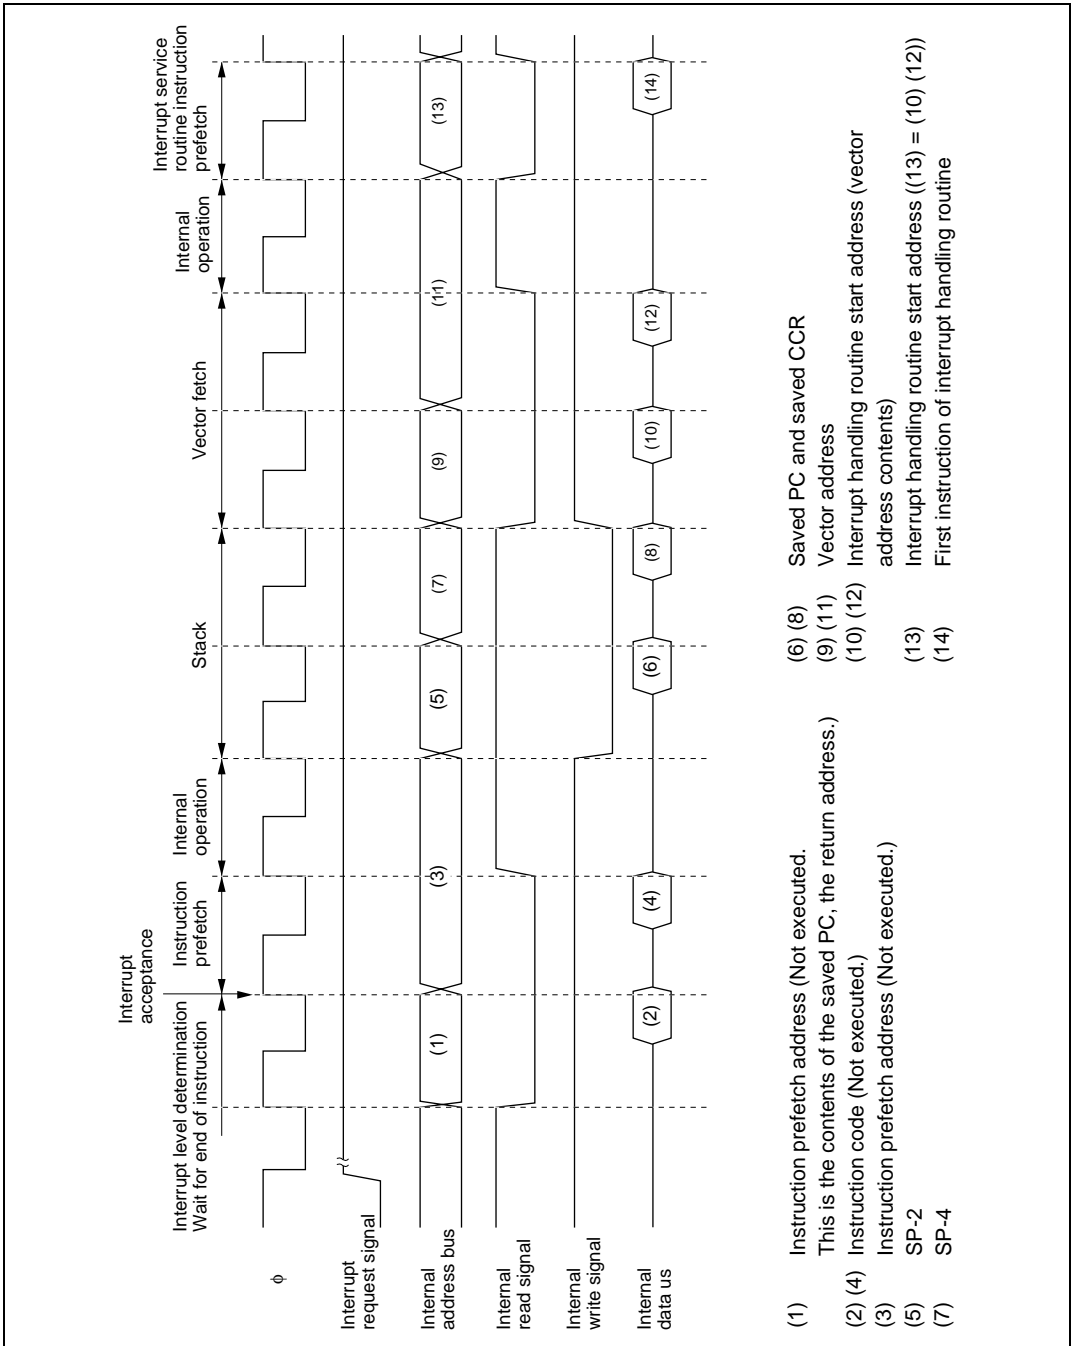 Interrupt
acceptance
Interrupt level determination
Wait for end of instruction
Instruction
prefetch
Internal
operation
Stack
Vector fetch
Internal
operation
Interrupt service
routine instruction
prefetch
φ
Interrupt
request signal
Internal
address bus
(1)
(3)
(5)
(7)
(9)
(11)
(13)
Internal
read signal
Internal
write signal
Internal
data us
(2)
(4)
(6)
(8)
(10)
(12)
(14)
(1) Instruction prefetch address (Not executed.
This is the contents of the saved PC, the return address.)
(2) (4) Instruction code (Not executed.)
(3) Instruction prefetch address (Not executed.)
(5) SP-2
(7) SP-4
(6) (8) Saved PC and saved CCR
(9) (11) Vector address
(10) (12) Interrupt handling routine start address (vector
address contents)
(13) Interrupt handling routine start address ((13) = (10) (12))
(14) First instruction of interrupt handling routine